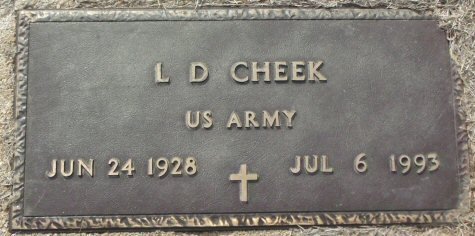 L D CHEEK
US ARMY
JUN 24 1928 JUL 6 1993